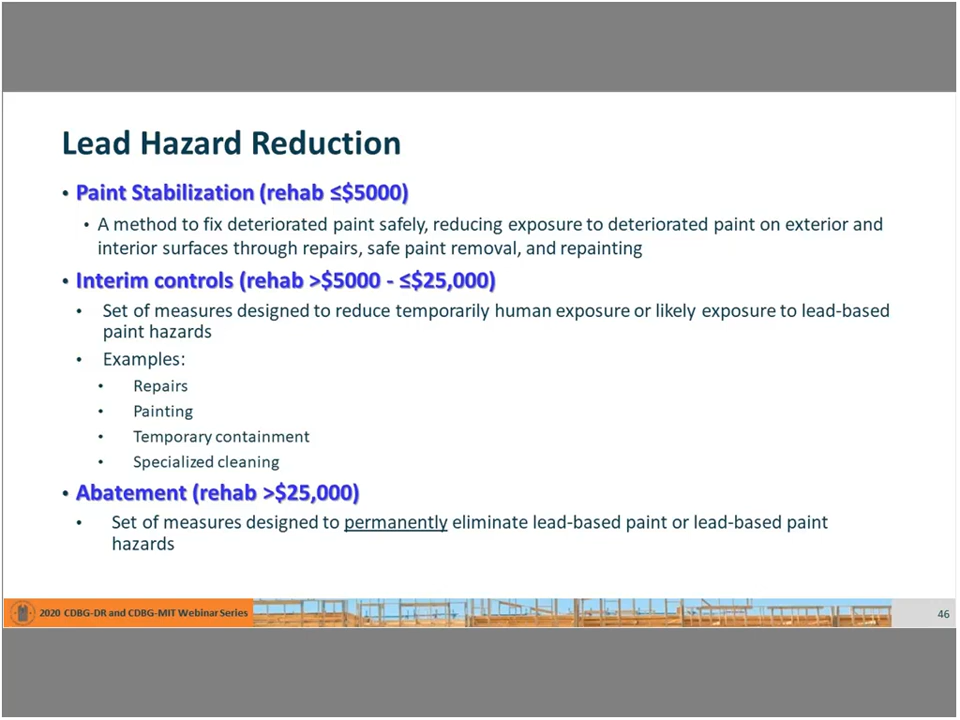 Lead Hazard Reduction
• Paint Stabilization (rehab ≤$5000)
• A method to fix deteriorated paint safely, reducing exposure to deteriorated paint on exterior and
interior surfaces through repairs, safe paint removal, and repainting
• Interim controls (rehab >$5000 - ≤$25,000)
• Set of measures designed to reduce temporarily human exposure or likely exposure to lead-based
paint hazards
• Examples:
• Repairs
• Painting
• Temporary containment
• Specialized cleaning
• Abatement (rehab >$25,000)
• Set of measures designed to permanently eliminate lead-based paint or lead-based paint
hazards
2020 CDBG-DR and CDBG-MIT Webinar Series
46